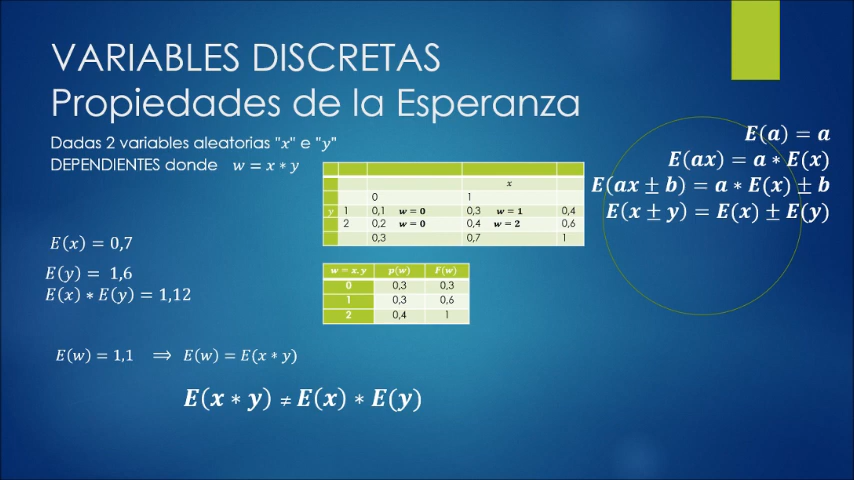 VARIABLES DISCRETAS
Propiedades de la Esperanza
Dadas 2 variables aleatorias "x" e "y"
DEPENDIENTES donde w = x * y
E(a) = a
E(ax) = a * E(x)
E(ax ± b) = a * E(x) ± b
E(x ± y) = E(x) ± E(y)
x
0 1
y 1 0,1 w = 0 0,3 w = 1 0,4
2 0,2 w = 0 0,4 w = 2 0,6
0,3 0,7 1
E(x) = 0,7
E(y) = 1,6
E(x) * E(y) = 1,12
w = x.y p(w) F(w)
0 0,3 0,3
1 0,3 0,6
2 0,4 1
E(w) = 1,1 ⟹ E(w) = E(x * y)
E(x * y) ≠ E(x) * E(y)